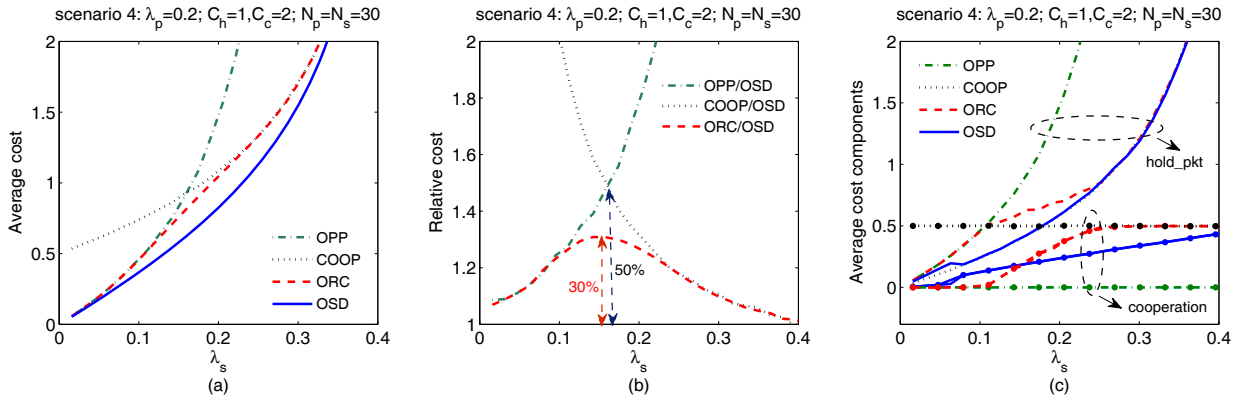 scenario 4: λp=0.2; Ch=1,Cc=2; Np=Ns=30
Average cost
2
1.5
1
0.5
0
OPP
COOP
ORC
OSD
0 0.1 0.2 0.3 0.4
λs
(a)
scenario 4: λp=0.2; Ch=1,Cc=2; Np=Ns=30
Relative cost
2
1.8
1.6
1.4
1.2
1
OPP/OSD
COOP/OSD
ORC/OSD
50%
30%
0 0.1 0.2 0.3 0.4
λs
(b)
scenario 4: λp=0.2; Ch=1,Cc=2; Np=Ns=30
Average cost components
2
1.5
1
0.5
0
OPP
COOP
ORC
OSD
hold_pkt
cooperation
0 0.1 0.2 0.3 0.4
λs
(c)